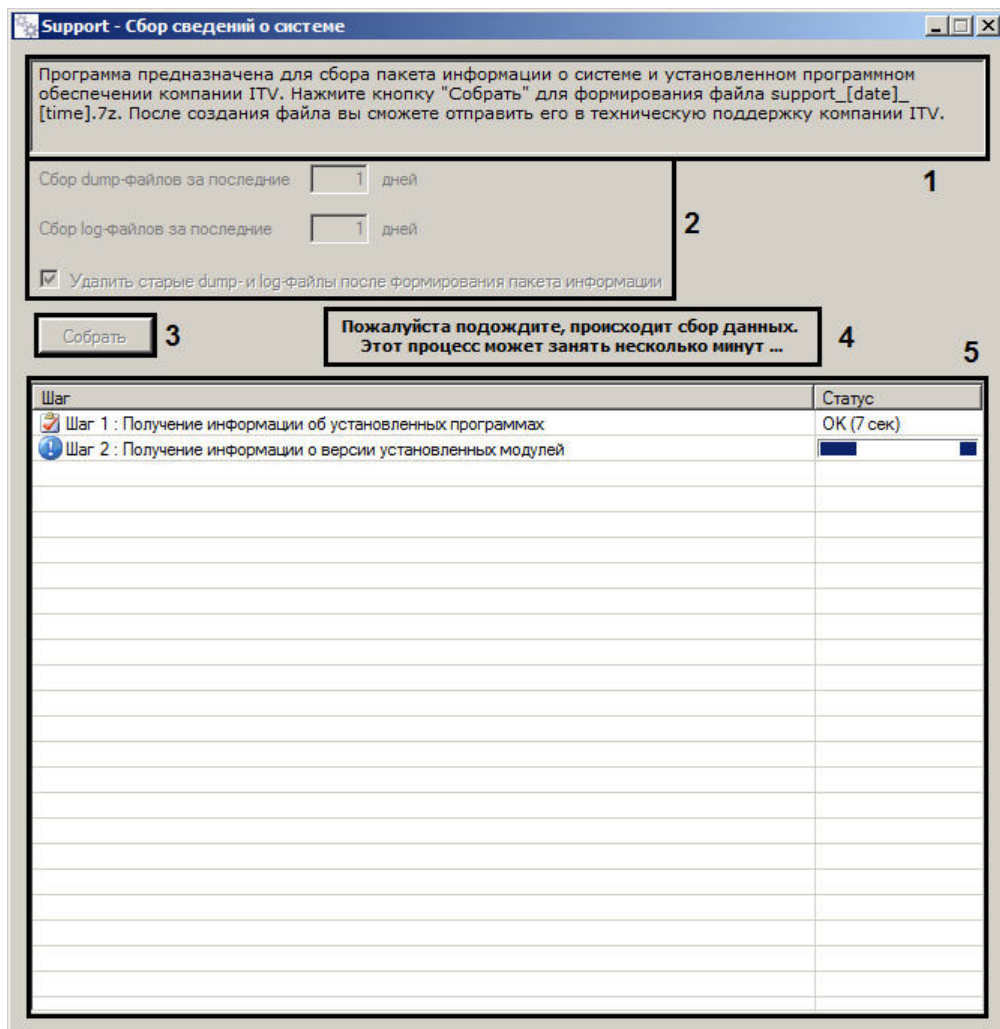 Support - Сбор сведений о системе
Программа предназначена для сбора пакета информации о системе и установленном программном
обеспечении компании ITV. Нажмите кнопку "Собрать" для формирования файла support_[date]_
[time].7z. После создания файла вы сможете отправить его в техническую поддержку компании ITV.
1
Сбор dump-файлов за последние 1 дней
2
Сбор log-файлов за последние 1 дней
Удалить старые dump- и log-файлы после формирования пакета информации
Собрать 3
Пожалуйста подождите, происходит сбор данных.
Этот процесс может занять несколько минут ...
4
5
Шаг Статус
Шаг 1 : Получение информации об установленных программах OK (7 сек)
Шаг 2 : Получение информации о версии установленных модулей